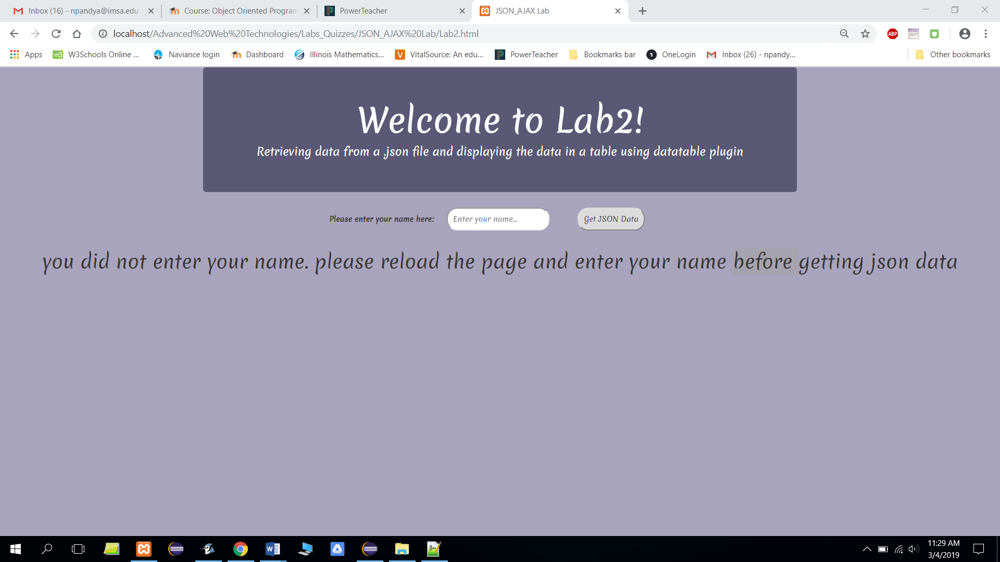 Inbox (16) - npandya@imsa.edu
Course: Object Oriented Program
PowerTeacher
JSON_AJAX Lab
localhost/Advanced%20Web%20Technologies/Labs_Quizzes/JSON_AJAX%20Lab/Lab2.html
ABP
Apps
W3Schools Online ...
Naviance login
Dashboard
Illinois Mathematics...
VitalSource: An edu...
PowerTeacher
Bookmarks bar
OneLogin
Inbox (26) - npandy...
Other bookmarks
Welcome to Lab2!
Retrieving data from a .json file and displaying the data in a table using datatable plugin
Please enter your name here:
Enter your name...
Get JSON Data
you did not enter your name. please reload the page and enter your name before getting json data
11:29 AM
3/4/2019